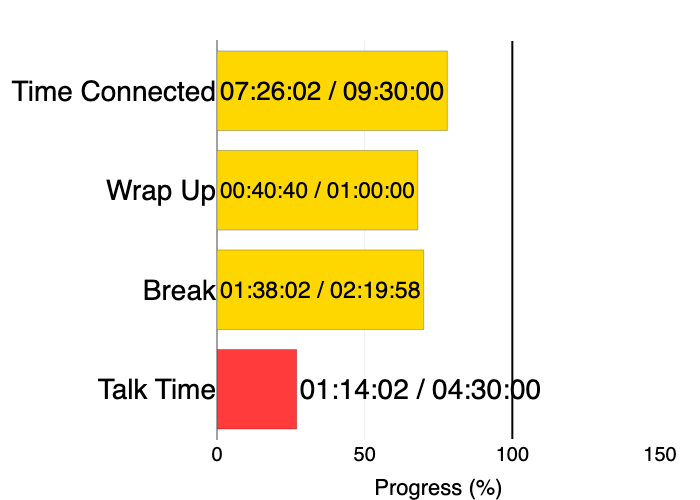 Time Connected 07:26:02 / 09:30:00
Wrap Up 00:40:40 / 01:00:00
Break 01:38:02 / 02:19:58
Talk Time 01:14:02 / 04:30:00
0 50 100 150
Progress (%)